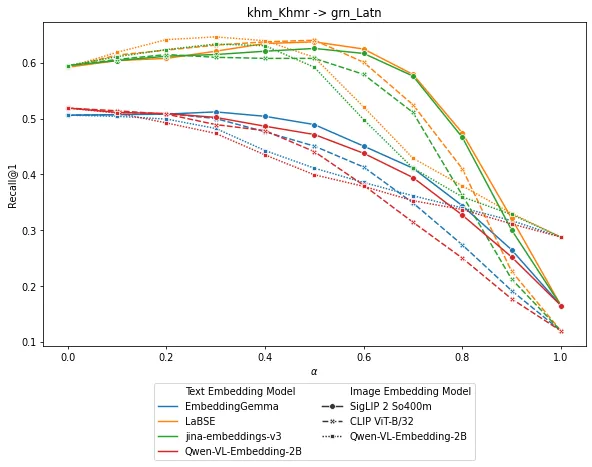 khm_Khmr -> grn_Latn
Recall@1
0.6
0.5
0.4
0.3
0.2
0.1
0.0 0.2 0.4 0.6 0.8 1.0
α
Text Embedding Model Image Embedding Model
EmbeddingGemma SigLIP 2 So400m
LaBSE CLIP ViT-B/32
jina-embeddings-v3 Qwen-VL-Embedding-2B
Qwen-VL-Embedding-2B